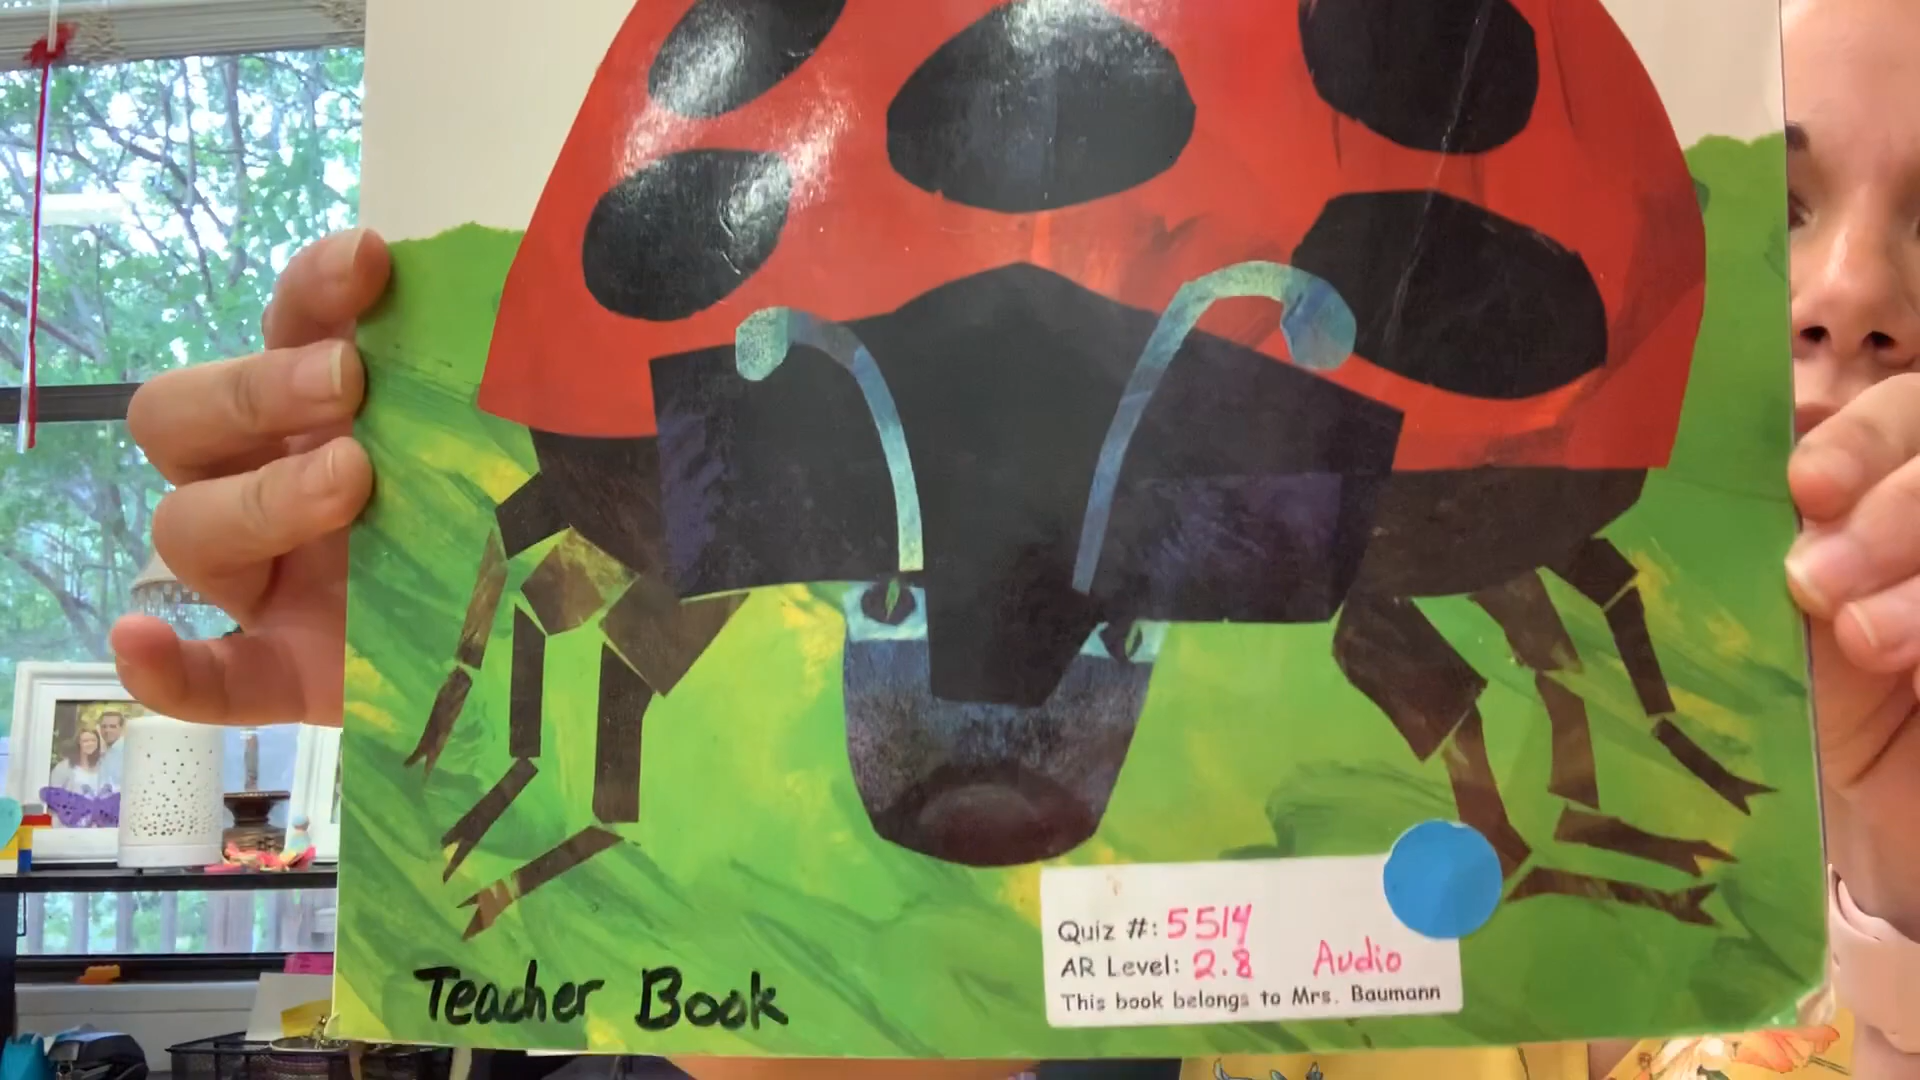 Quiz #: 5514
AR Level: 2.8 Audio
This book belongs to Mrs. Baumann
Teacher Book